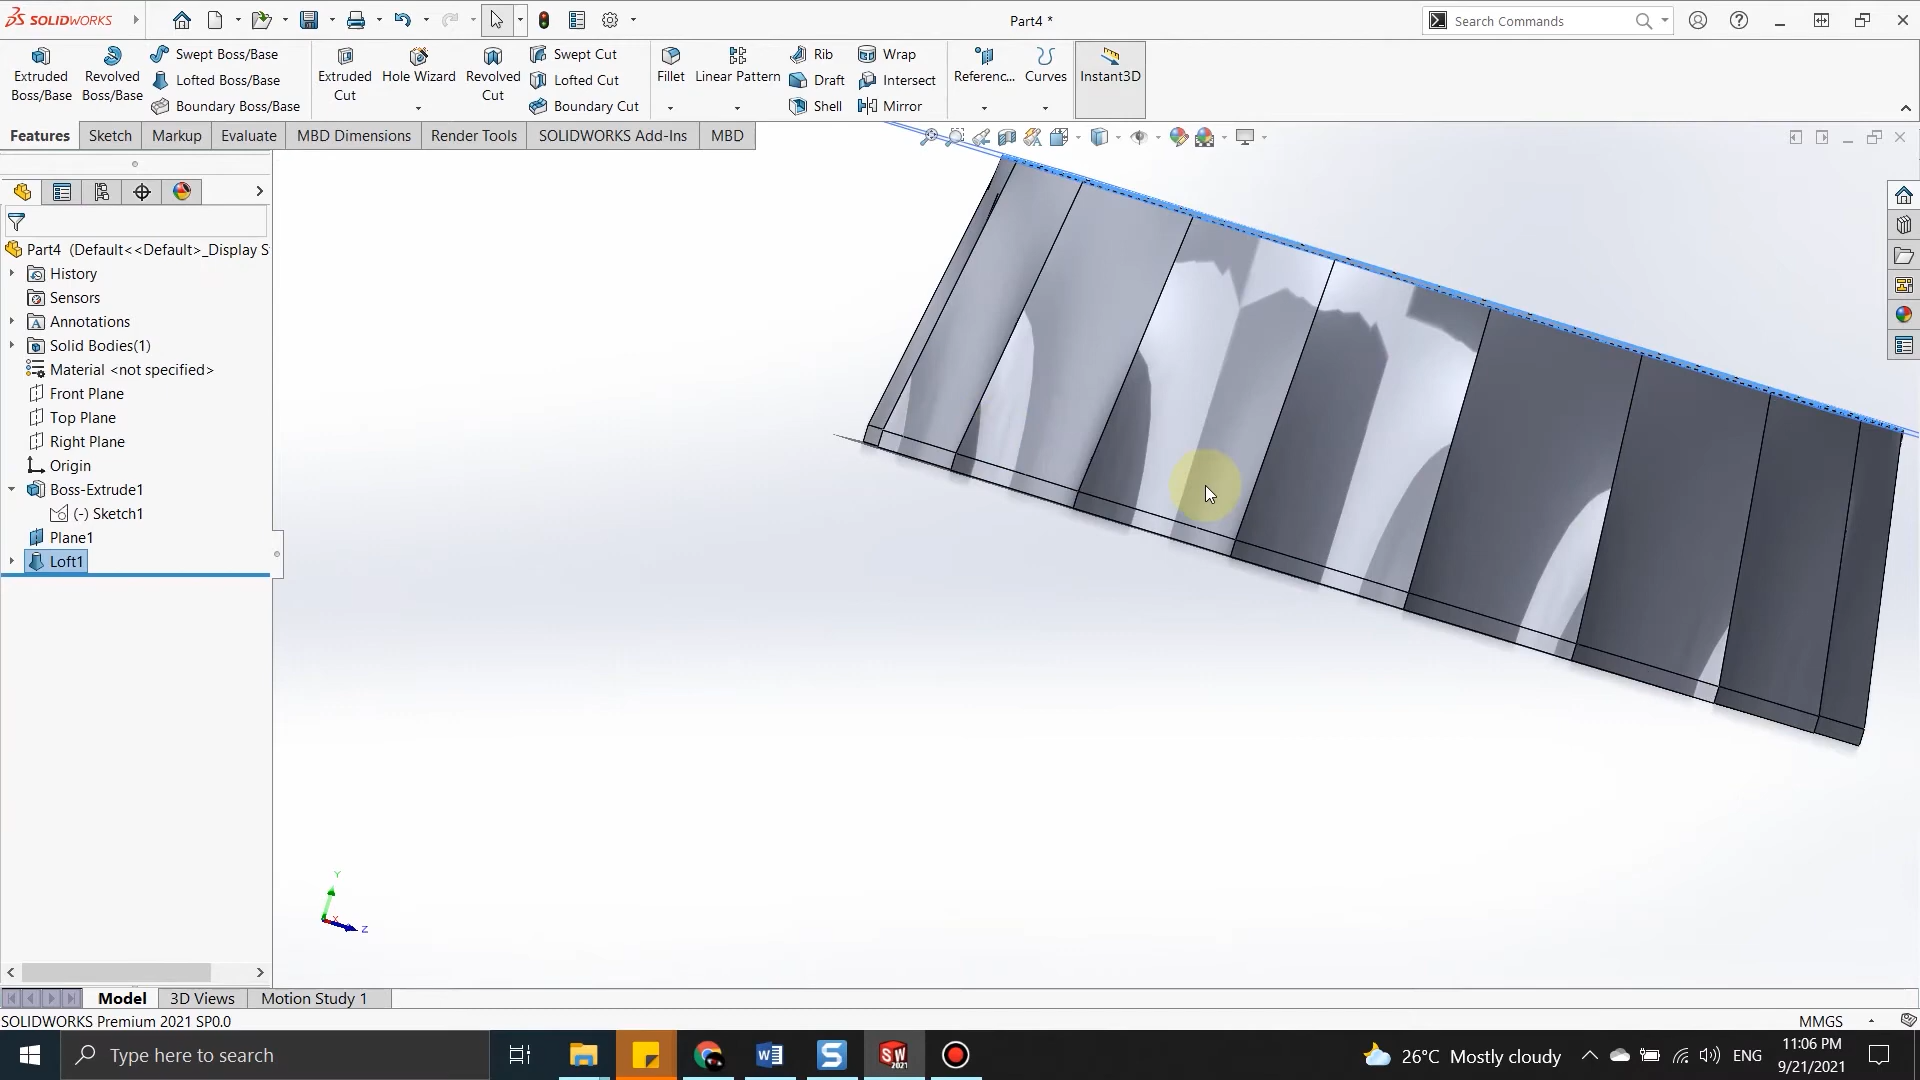 SOLIDWORKS
Part4 *
Search Commands
Extruded Boss/Base
Revolved Boss/Base
Swept Boss/Base
Lofted Boss/Base
Boundary Boss/Base
Extruded Cut
Hole Wizard
Revolved Cut
Swept Cut
Lofted Cut
Boundary Cut
Fillet
Linear Pattern
Rib
Draft
Shell
Wrap
Intersect
Mirror
Referenc...
Curves
Instant3D
Features
Sketch
Markup
Evaluate
MBD Dimensions
Render Tools
SOLIDWORKS Add-Ins
MBD
Part4 (Default<<Default>_Display S
History
Sensors
Annotations
Solid Bodies(1)
Material <not specified>
Front Plane
Top Plane
Right Plane
Origin
Boss-Extrude1
(-) Sketch1
Plane1
Loft1
Y
X
Z
Model
3D Views
Motion Study 1
SOLIDWORKS Premium 2021 SP0.0
MMGS
Type here to search
SW
2021
26°C Mostly cloudy
ENG
11:06 PM
9/21/2021